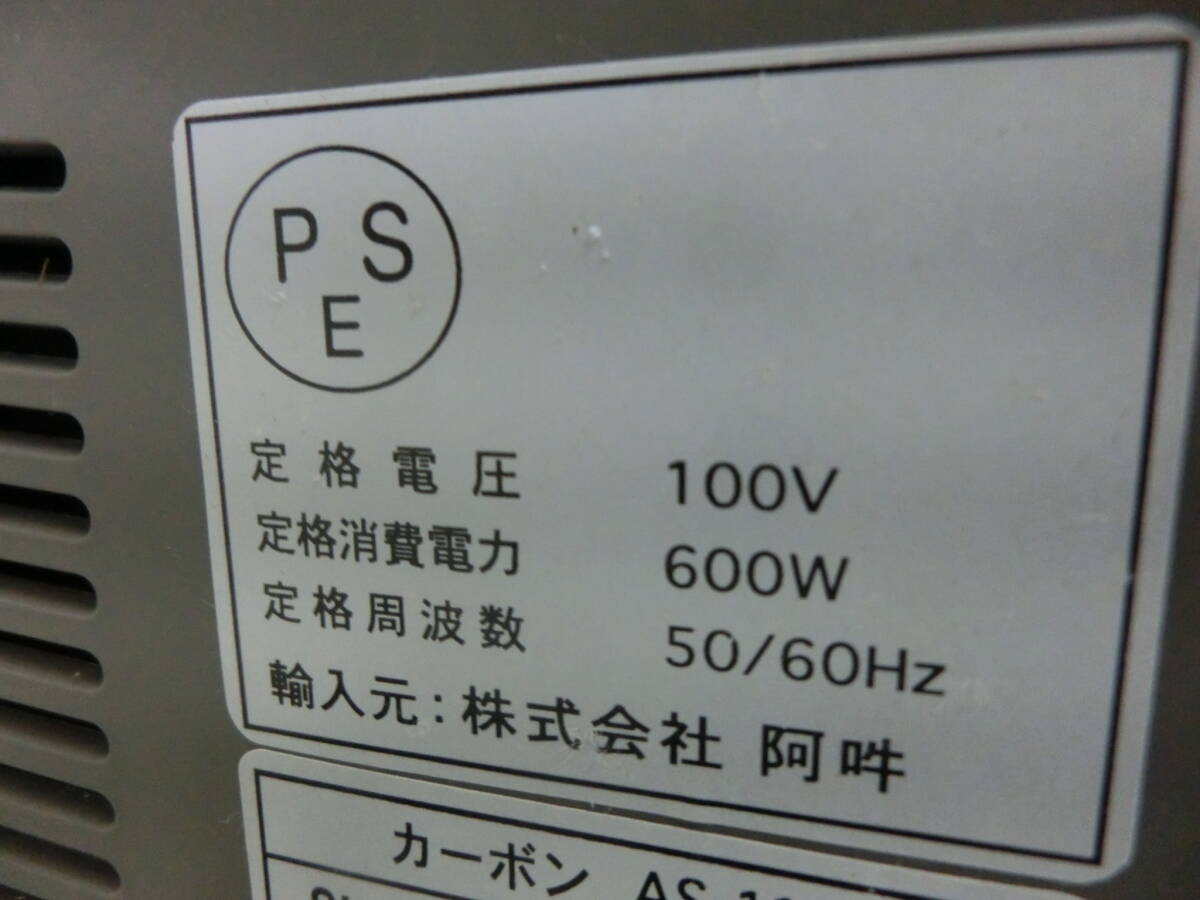 P S
E
定格電圧 100V
定格消費電力 600W
定格周波数 50/60Hz
輸入元:株式会社 阿吽
カーボン